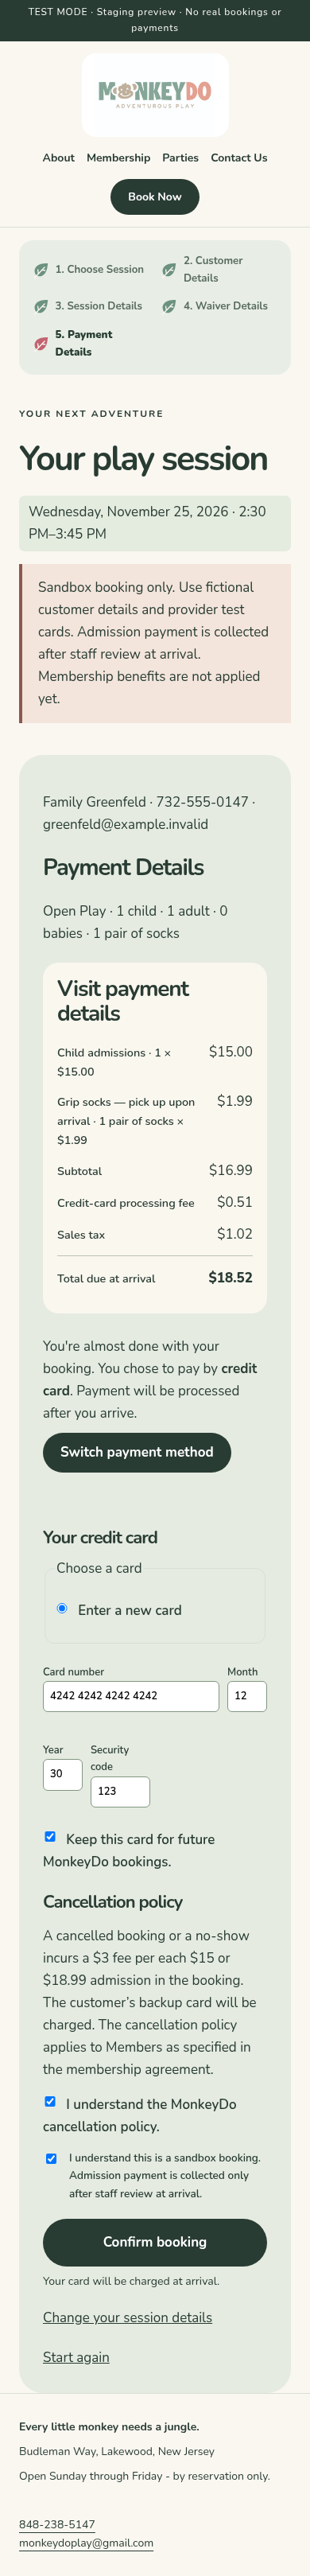 TEST MODE · Staging preview · No real bookings or
payments
MONKEYDO
ADVENTUROUS PLAY
About Membership Parties Contact Us
Book Now
1. Choose Session
2. Customer
Details
3. Session Details
4. Waiver Details
5. Payment
Details
YOUR NEXT ADVENTURE
Your play session
Wednesday, November 25, 2026 · 2:30
PM–3:45 PM
Sandbox booking only. Use fictional
customer details and provider test
cards. Admission payment is collected
after staff review at arrival.
Membership benefits are not applied
yet.
Family Greenfeld · 732-555-0147 ·
greenfeld@example.invalid
Payment Details
Open Play · 1 child · 1 adult · 0
babies · 1 pair of socks
Visit payment
details
Child admissions · 1 × $15.00
$15.00
Grip socks — pick up upon $1.99
arrival · 1 pair of socks ×
$1.99
Subtotal $16.99
Credit-card processing fee $0.51
Sales tax $1.02
Total due at arrival $18.52
You're almost done with your
booking. You chose to pay by credit
card. Payment will be processed
after you arrive.
Switch payment method
Your credit card
Choose a card
Enter a new card
Card number Month
4242 4242 4242 4242 12
Year Security
code
30 123
Keep this card for future
MonkeyDo bookings.
Cancellation policy
A cancelled booking or a no-show
incurs a $3 fee per each $15 or
$18.99 admission in the booking.
The customer’s backup card will be
charged. The cancellation policy
applies to Members as specified in
the membership agreement.
I understand the MonkeyDo
cancellation policy.
I understand this is a sandbox booking.
Admission payment is collected only
after staff review at arrival.
Confirm booking
Your card will be charged at arrival.
Change your session details
Start again
Every little monkey needs a jungle.
Budleman Way, Lakewood, New Jersey
Open Sunday through Friday - by reservation only.
848-238-5147
monkeydoplay@gmail.com